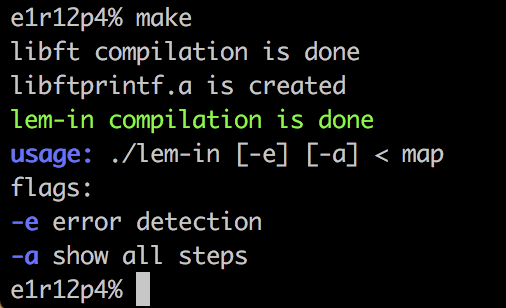 e1r12p4% make
libft compilation is done
libftprintf.a is created
lem-in compilation is done
usage: ./lem-in [-e] [-a] < map
flags:
-e error detection
-a show all steps
e1r12p4%